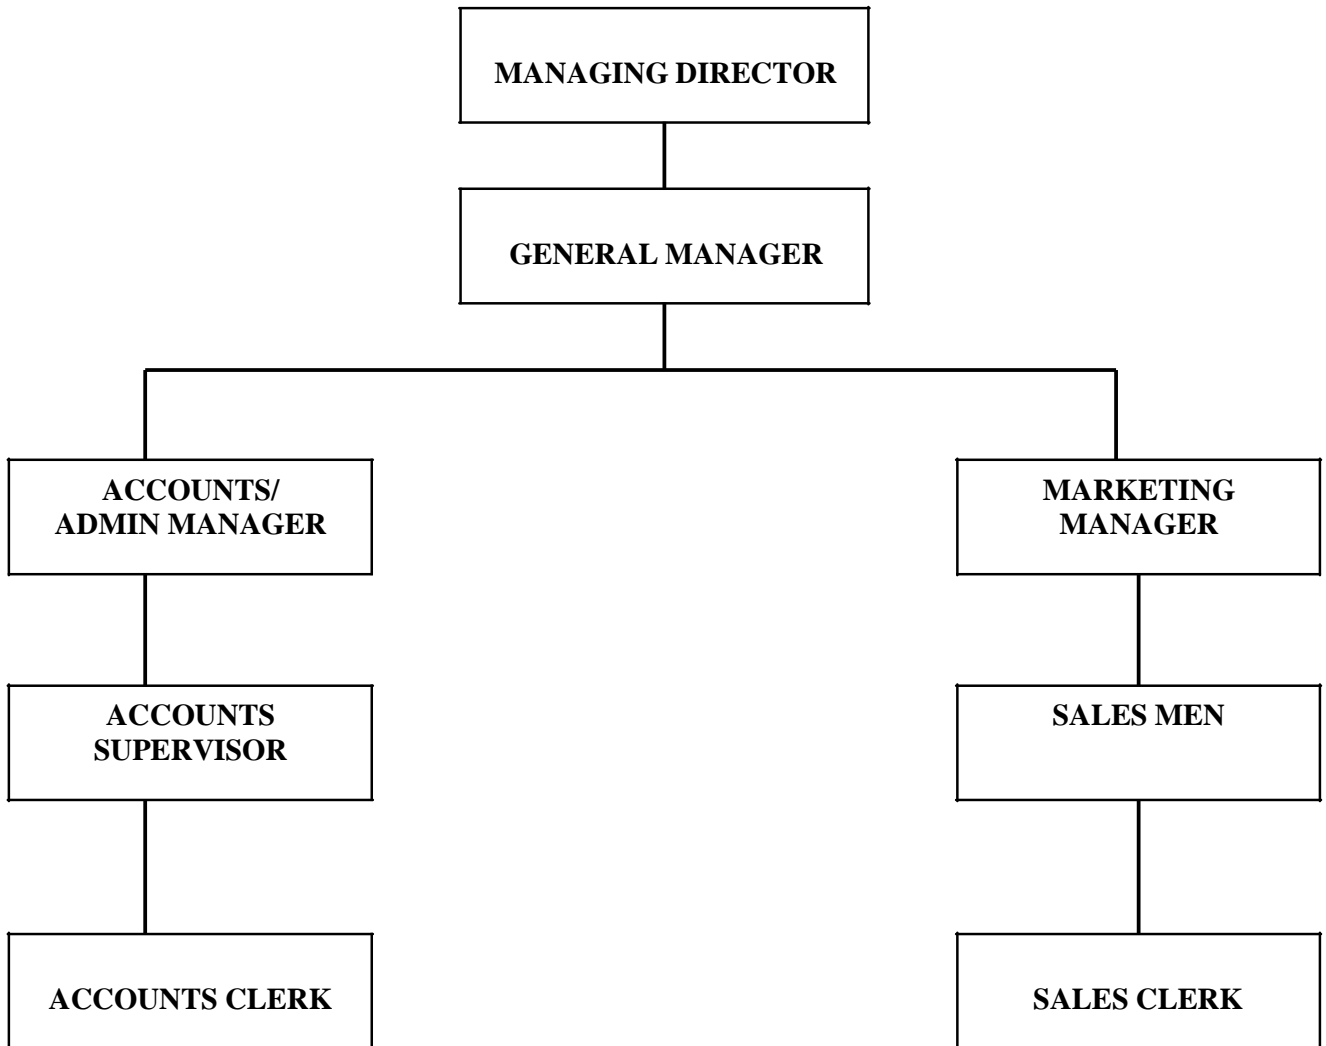 MANAGING DIRECTOR
GENERAL MANAGER
ACCOUNTS/
ADMIN MANAGER
MARKETING
MANAGER
ACCOUNTS
SUPERVISOR
SALES MEN
ACCOUNTS CLERK
SALES CLERK